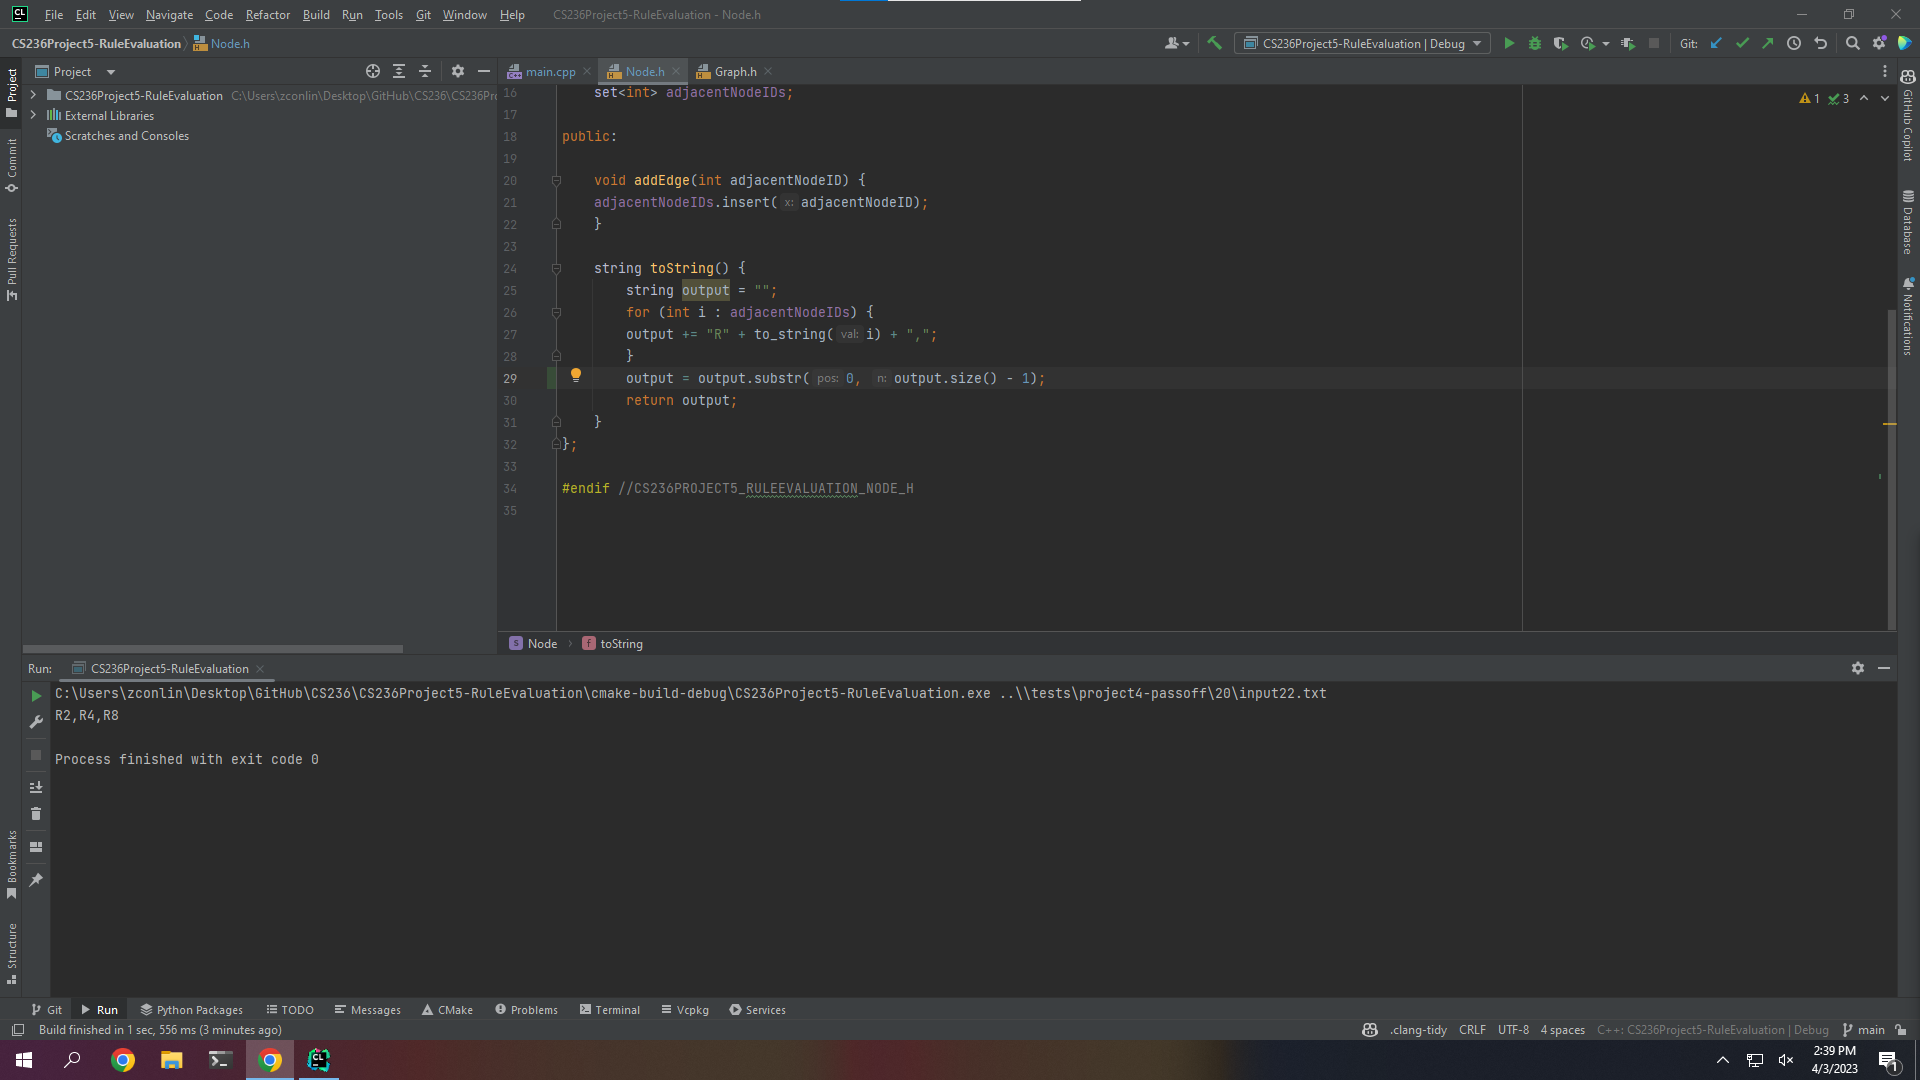 File Edit View Navigate Code Refactor Build Run Tools Git Window Help CS236Project5-RuleEvaluation - Node.h
CS236Project5-RuleEvaluation Node.h CS236Project5-RuleEvaluation | Debug Git:
Project main.cpp Node.h Graph.h
CS236Project5-RuleEvaluation C:\Users\zconlin\Desktop\GitHub\CS236\CS236Pr
External Libraries
Scratches and Consoles
Project
Commit
Pull Requests
Bookmarks
Structure
16 set<int> adjacentNodeIDs;
17
18 public:
19
20 void addEdge(int adjacentNodeID) {
21 adjacentNodeIDs.insert( x: adjacentNodeID);
22 }
23
24 string toString() {
25 string output = "";
26 for (int i : adjacentNodeIDs) {
27 output += "R" + to_string( val: i) + ",";
28 }
29 output = output.substr( pos: 0, n: output.size() - 1);
30 return output;
31 }
32 };
33
34 #endif //CS236PROJECT5_RULEEVALUATION_NODE_H
35
1 3
GitHub Copilot
Database
Notifications
Node toString
Run: CS236Project5-RuleEvaluation
C:\Users\zconlin\Desktop\GitHub\CS236\CS236Project5-RuleEvaluation\cmake-build-debug\CS236Project5-RuleEvaluation.exe ..\\tests\project4-passoff\20\input22.txt
R2,R4,R8
Process finished with exit code 0
Git Run Python Packages TODO Messages CMake Problems Terminal Vcpkg Services
Build finished in 1 sec, 556 ms (3 minutes ago) .clang-tidy CRLF UTF-8 4 spaces C++: CS236Project5-RuleEvaluation | Debug main
2:39 PM
4/3/2023
1